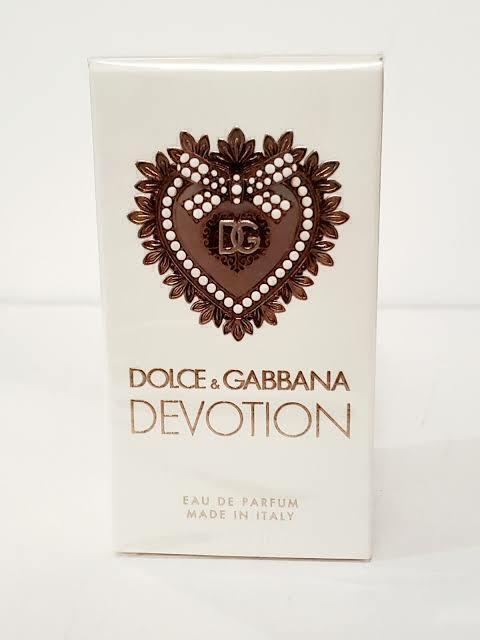 DG
DOLCE & GABBANA
DEVOTION
EAU DE PARFUM
MADE IN ITALY